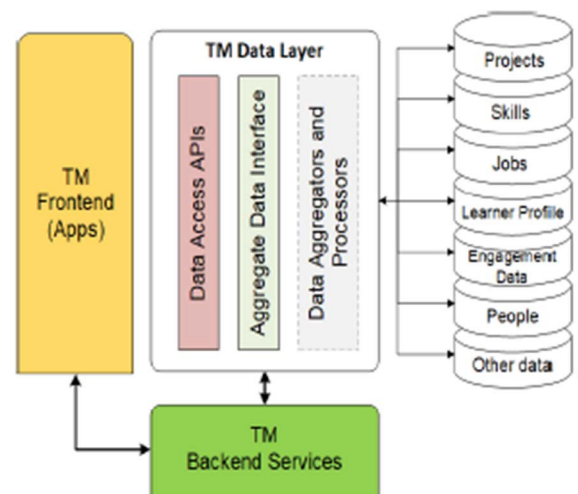 TM
Frontend
(Apps)
TM Data Layer
Data Access APIs
Aggregate Data Interface
Data Aggregators and
Processors
TM
Backend Services
Projects
Skills
Jobs
Learner Profile
Engagement
Data
People
Other data